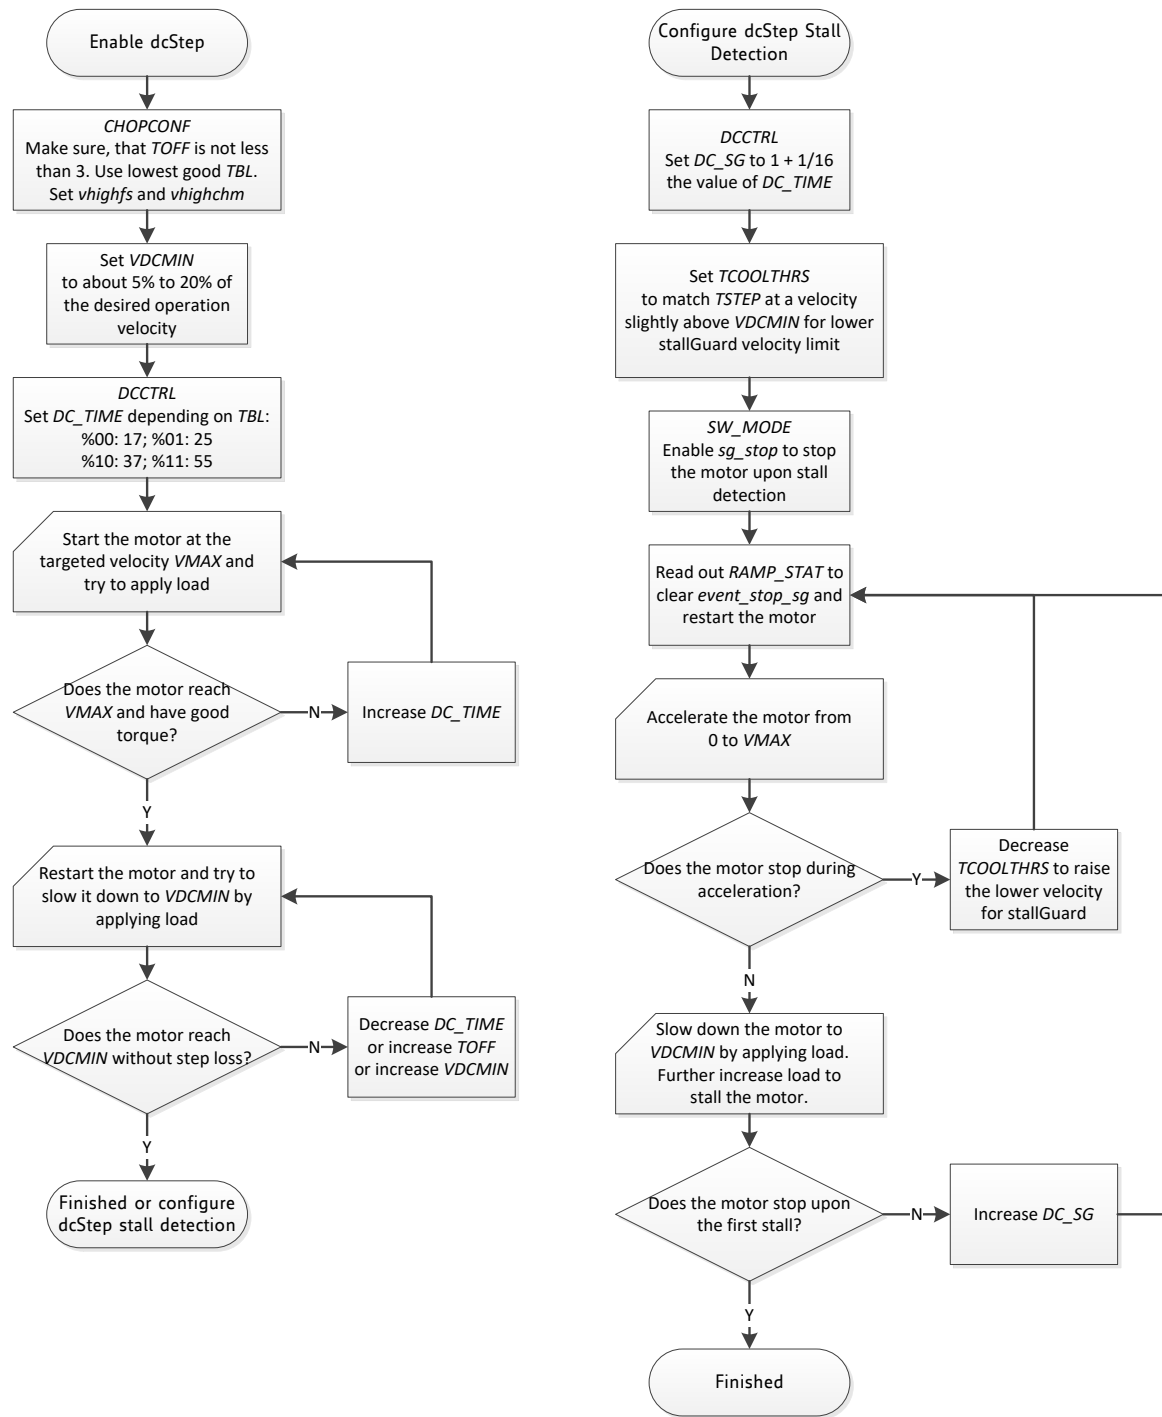 Enable dcStep
CHOPCONF
Make sure, that TOFF is not less
than 3. Use lowest good TBL.
Set vhighfs and vhighchm
Set VDCMIN
to about 5% to 20% of
the desired operation
velocity
DCCTRL
Set DC_TIME depending on TBL:
%00: 17; %01: 25
%10: 37; %11: 55
Start the motor at the
targeted velocity VMAX and
try to apply load
Does the motor reach
VMAX and have good
torque?
N
Increase DC_TIME
Y
Restart the motor and try to
slow it down to VDCMIN by
applying load
Does the motor reach
VDCMIN without step loss?
N
Decrease DC_TIME
or increase TOFF
or increase VDCMIN
Y
Finished or configure
dcStep stall detection
Configure dcStep Stall
Detection
DCCTRL
Set DC_SG to 1 + 1/16
the value of DC_TIME
Set TCOOLTHRS
to match TSTEP at a velocity
slightly above VDCMIN for lower
stallGuard velocity limit
SW_MODE
Enable sg_stop to stop
the motor upon stall
detection
Read out RAMP_STAT to
clear event_stop_sg and
restart the motor
Accelerate the motor from
0 to VMAX
Does the motor stop during
acceleration?
Y
Decrease
TCOOLTHRS to raise
the lower velocity
for stallGuard
N
Slow down the motor to
VDCMIN by applying load.
Further increase load to
stall the motor.
Does the motor stop upon
the first stall?
N
Increase DC_SG
Y
Finished